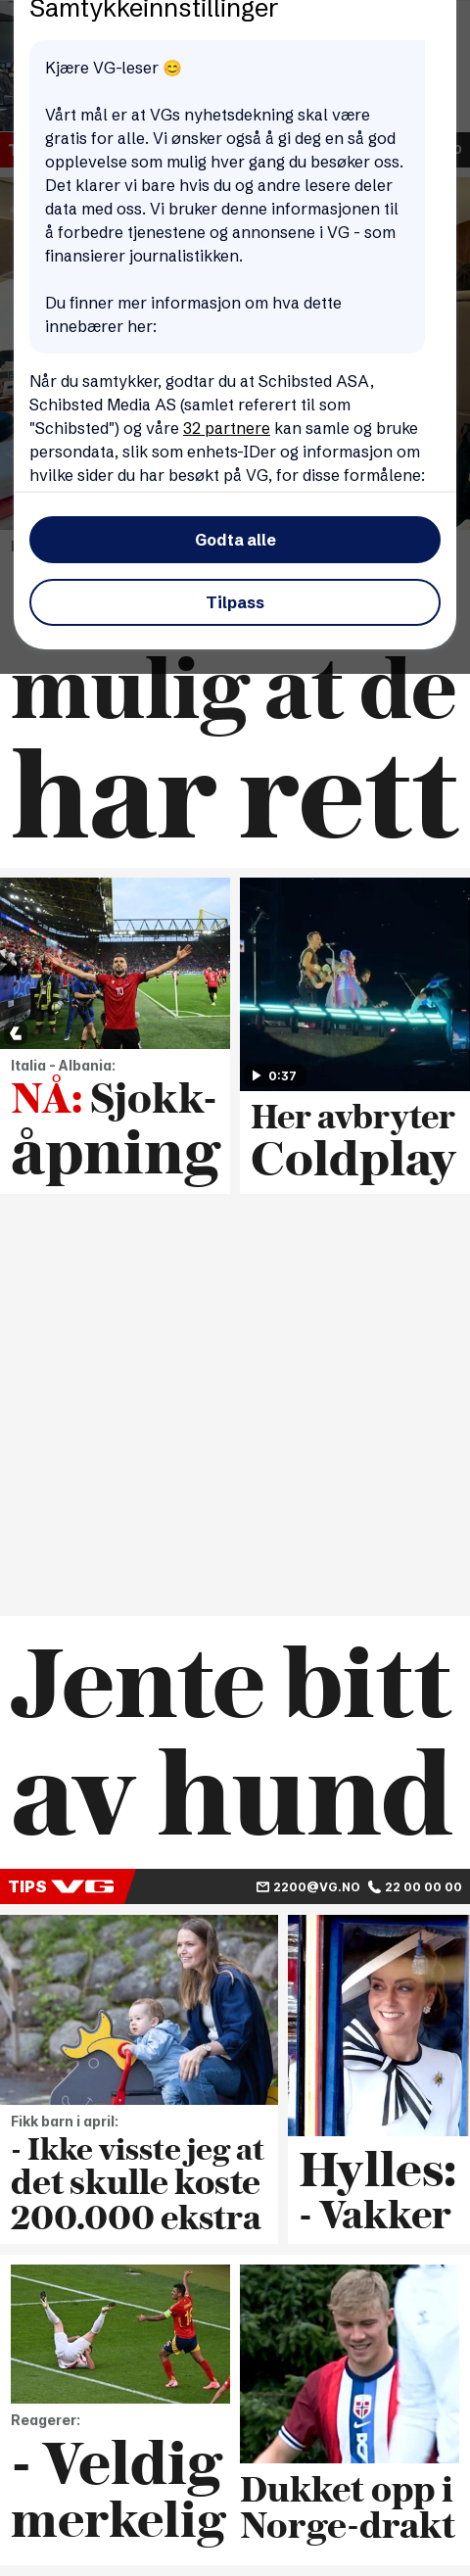 Samtykkeinnstillinger
Kjære VG-leser 😊
Vårt mål er at VGs nyhetsdekning skal være
gratis for alle. Vi ønsker også å gi deg en så god
opplevelse som mulig hver gang du besøker oss.
Det klarer vi bare hvis du og andre lesere deler
data med oss. Vi bruker denne informasjonen til
å forbedre tjenestene og annonsene i VG - som
finansierer journalistikken.
Du finner mer informasjon om hva dette
innebærer her:
Når du samtykker, godtar du at Schibsted ASA,
Schibsted Media AS (samlet referert til som
"Schibsted") og våre 32 partnere kan samle og bruke
persondata, slik som enhets-IDer og informasjon om
hvilke sider du har besøkt på VG, for disse formålene:
Godta alle
Tilpass
mulig at de
har rett
Italia - Albania:
NÅ: Sjokk-
åpning
0:37
Her avbryter
Coldplay
Jente bitt
av hund
TIPS VG
2200@VG.NO 22 00 00 00
Fikk barn i april:
- Ikke visste jeg at
det skulle koste
200.000 ekstra
Hylles:
- Vakker
Reagerer:
- Veldig
merkelig
Dukket opp i
Norge-drakt